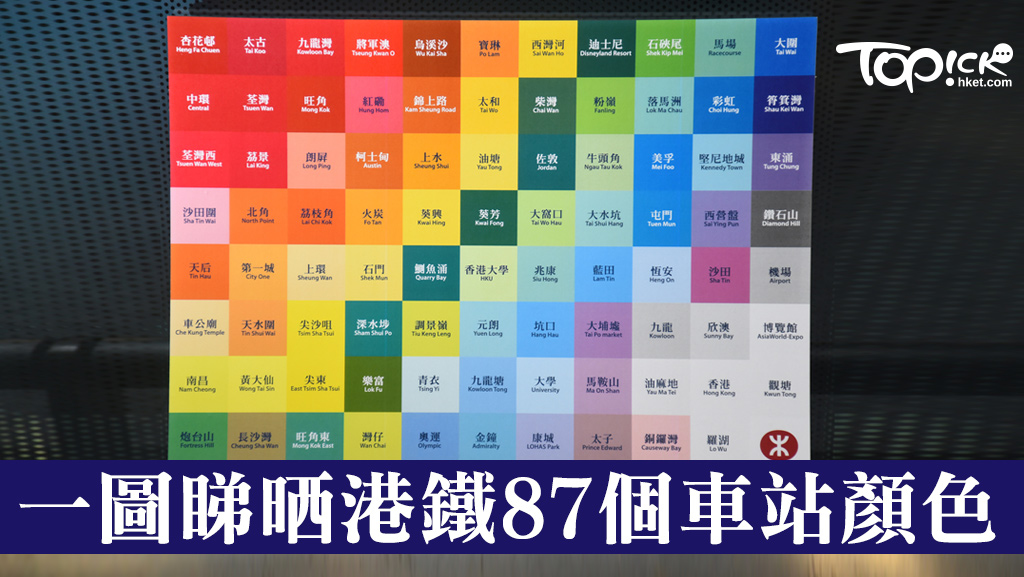 TOPICK
hket.com
杏花邨 太古 九龍灣 將軍澳 烏溪沙 寶琳 西灣河 迪士尼 石硤尾 馬場 大圍
Heng Fa Chuen Tai Koo Kowloon Bay Tseung Kwan O Wu Kai Sha Po Lam Sai Wan Ho Disneyland Resort Shek Kip Mei Racecourse Tai Wai
中環 荃灣 旺角 紅磡 錦上路 太和 柴灣 粉嶺 落馬洲 彩虹 筲箕灣
Central Tsuen Wan Mong Kok Hung Hom Kam Sheung Road Tai Wo Chai Wan Fanling Lok Ma Chau Choi Hung Shau Kei Wan
荃灣西 荔景 朗屏 柯士甸 上水 油塘 佐敦 牛頭角 美孚 堅尼地城 東涌
Tsuen Wan West Lai King Long Ping Austin Sheung Shui Yau Tong Jordan Ngau Tau Kok Mei Foo Kennedy Town Tung Chung
沙田圍 北角 荔枝角 火炭 葵興 葵芳 大窩口 大水坑 屯門 西營盤 鑽石山
Sha Tin Wai North Point Lai Chi Kok Fo Tan Kwai Hing Kwai Fong Tai Wo Hau Tai Shui Hang Tuen Mun Sai Ying Pun Diamond Hill
天后 第一城 上環 石門 鰂魚涌 香港大學 兆康 藍田 恆安 沙田 機場
Tin Hau City One Sheung Wan Shek Mun Quarry Bay HKU Siu Hong Lam Tin Heng On Sha Tin Airport
車公廟 天水圍 尖沙咀 深水埗 調景嶺 元朗 坑口 大埔墟 九龍 欣澳 博覽館
Che Kung Temple Tin Shui Wai Tsim Sha Tsui Sham Shui Po Tiu Keng Leng Yuen Long Hang Hau Tai Po market Kowloon Sunny Bay AsiaWorld-Expo
南昌 黃大仙 尖東 樂富 青衣 九龍塘 大學 馬鞍山 油麻地 香港 觀塘
Nam Cheong Wong Tai Sin East Tsim Sha Tsui Lok Fu Tsing Yi Kowloon Tong University Ma On Shan Yau Ma Tei Hong Kong Kwun Tong
炮台山 長沙灣 旺角東 灣仔 奧運 金鐘 康城 太子 銅鑼灣 羅湖
Fortress Hill Cheung Sha Wan Mong Kok East Wan Chai Olympic Admiralty LOHAS Park Prince Edward Causeway Bay Lo Wu
一圖睇晒港鐵87個車站顏色